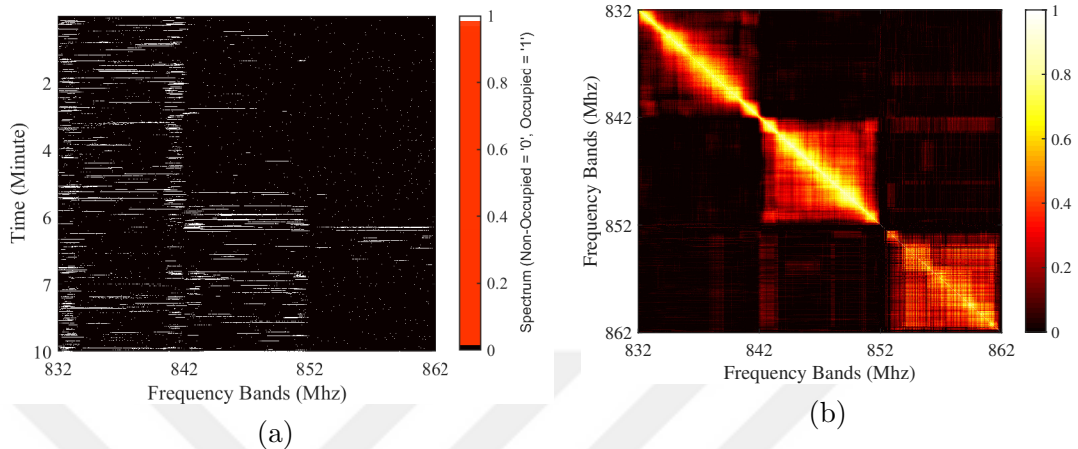 1
0.8
0.6
0.4
0.2
0
Spectrum (Non-Occupied = '0', Occupied = '1')
2
4
6
7
10
Time (Minute)
832 842 852 862
Frequency Bands (Mhz)
(a)
832
842
852
862
Frequency Bands (Mhz)
832 842 852 862
Frequency Bands (Mhz)
1
0.8
0.6
0.4
0.2
0
(b)